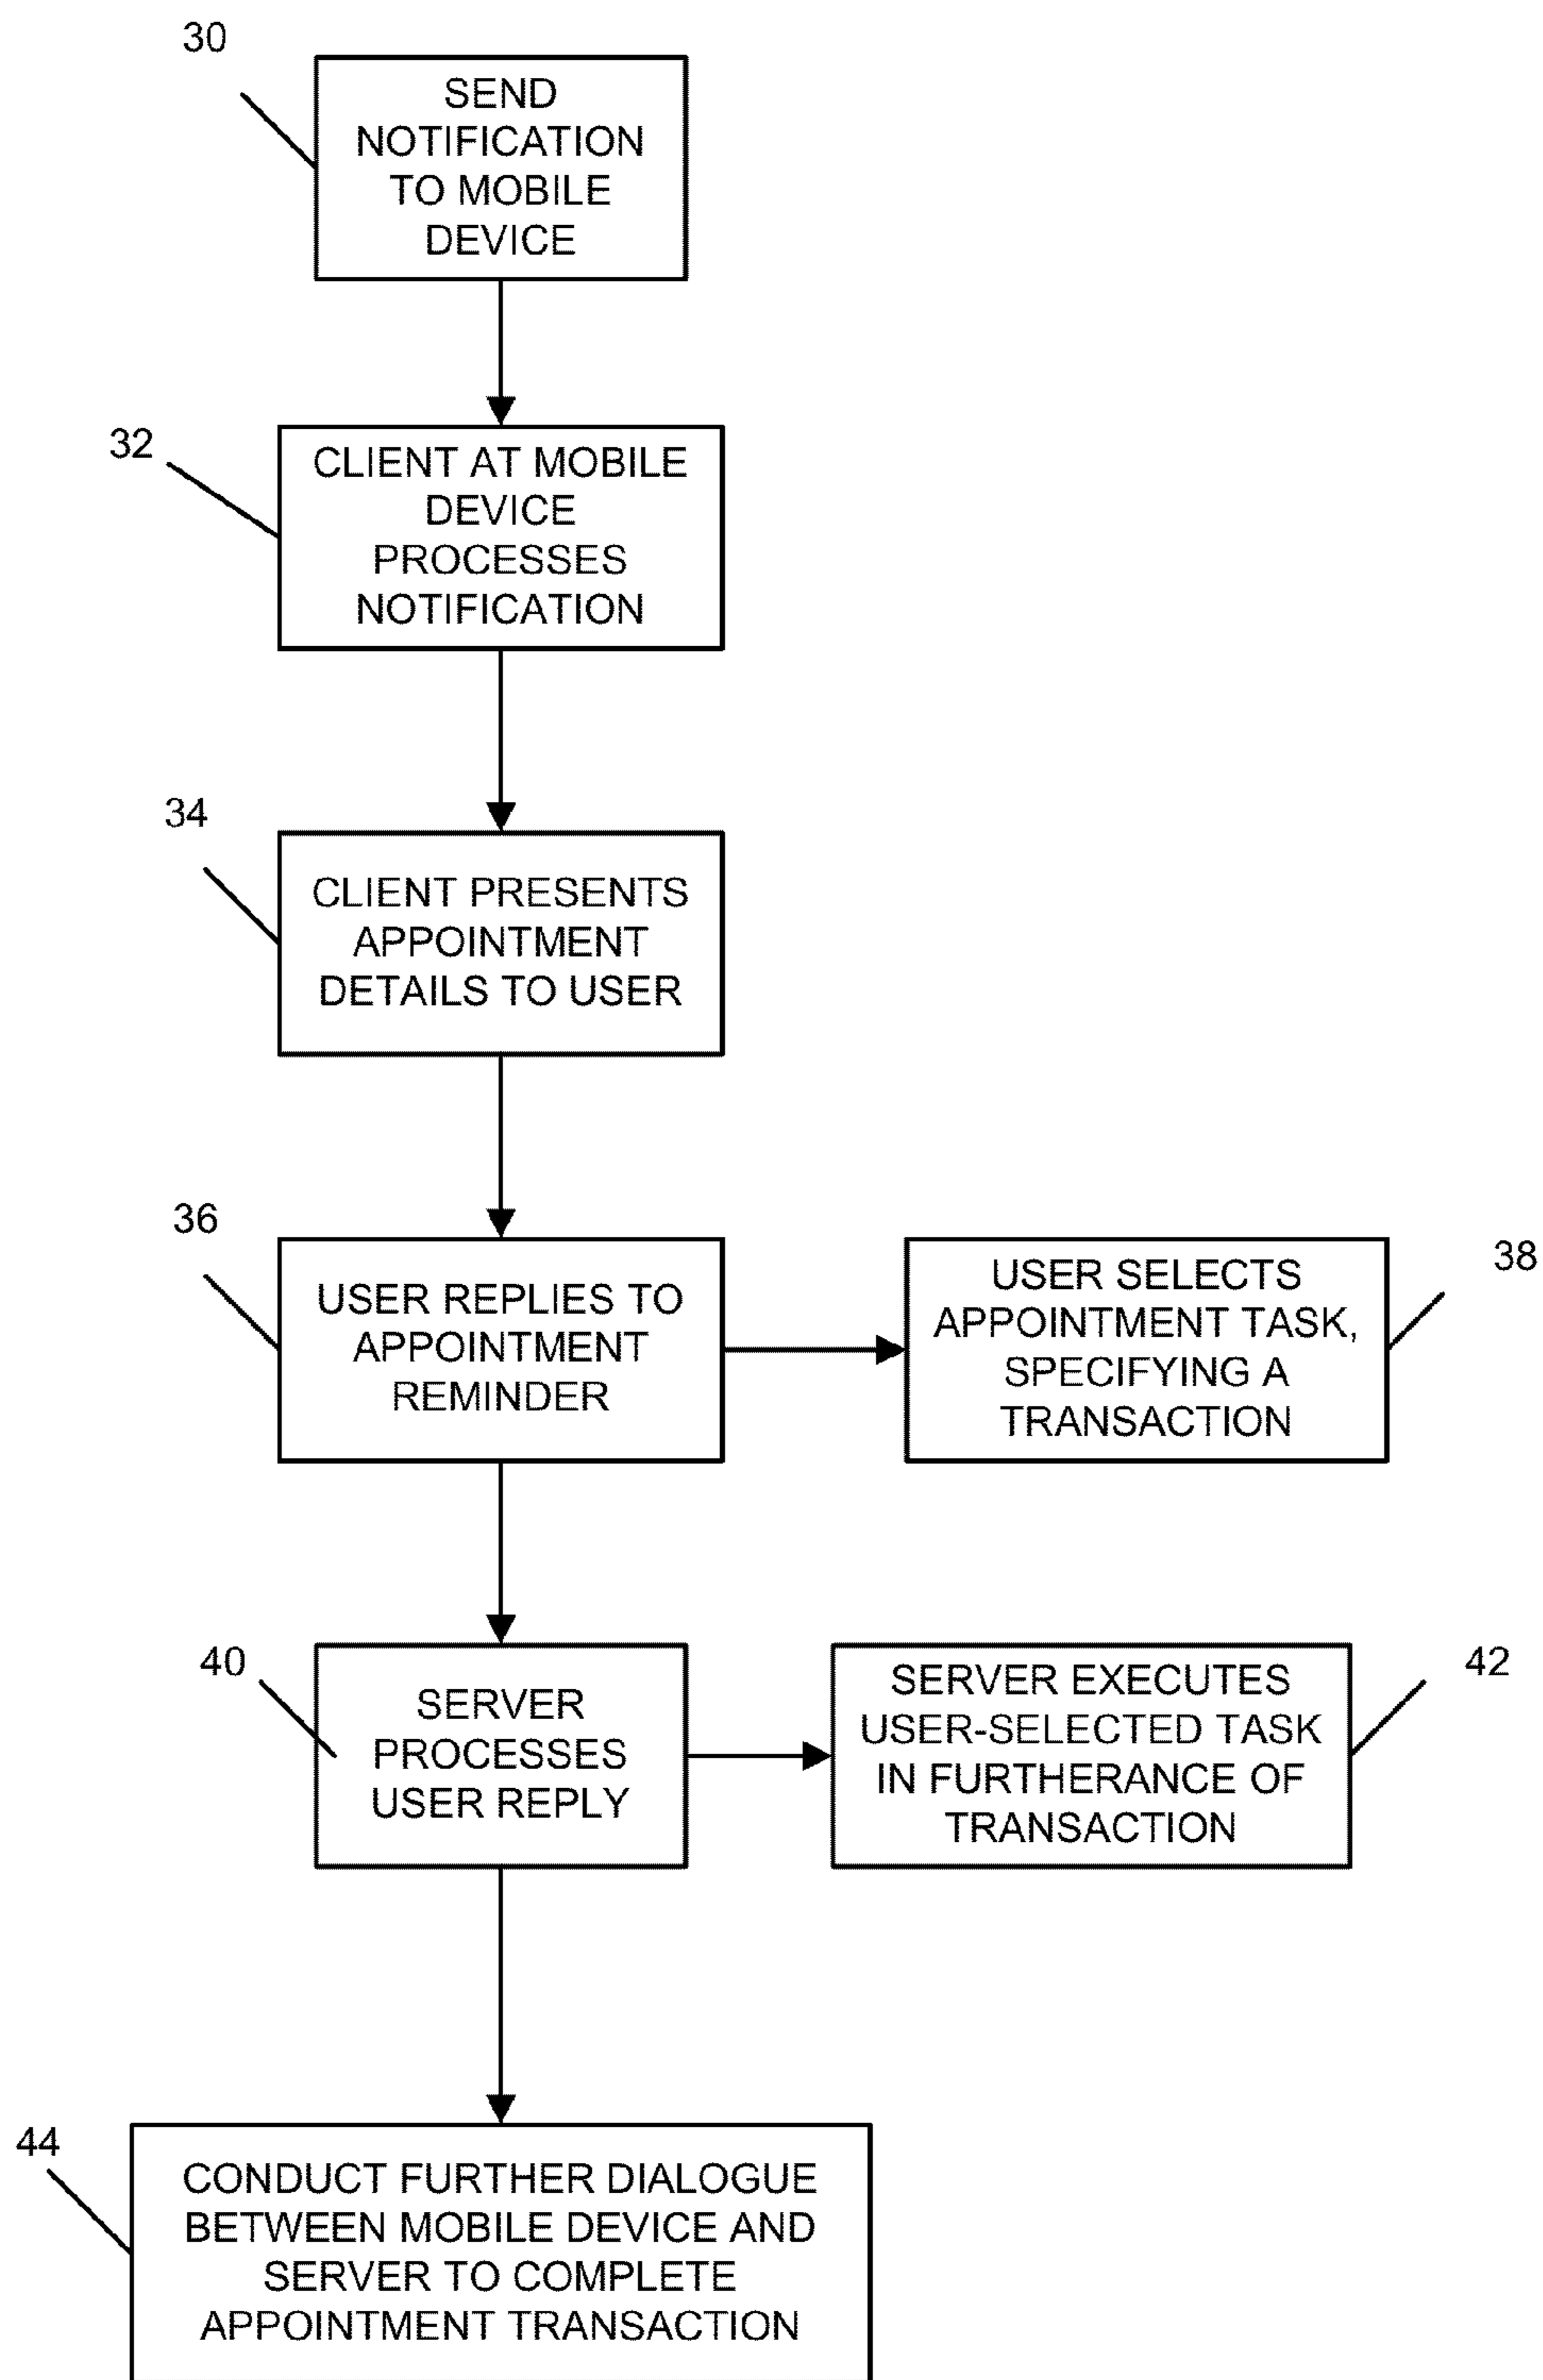 30
SEND
NOTIFICATION
TO MOBILE
DEVICE
32
CLIENT AT MOBILE
DEVICE
PROCESSES
NOTIFICATION
34
CLIENT PRESENTS
APPOINTMENT
DETAILS TO USER
36
USER REPLIES TO
APPOINTMENT
REMINDER
38
USER SELECTS
APPOINTMENT TASK,
SPECIFYING A
TRANSACTION
40
SERVER
PROCESSES
USER REPLY
42
SERVER EXECUTES
USER-SELECTED TASK
IN FURTHERANCE OF
TRANSACTION
44
CONDUCT FURTHER DIALOGUE
BETWEEN MOBILE DEVICE AND
SERVER TO COMPLETE
APPOINTMENT TRANSACTION